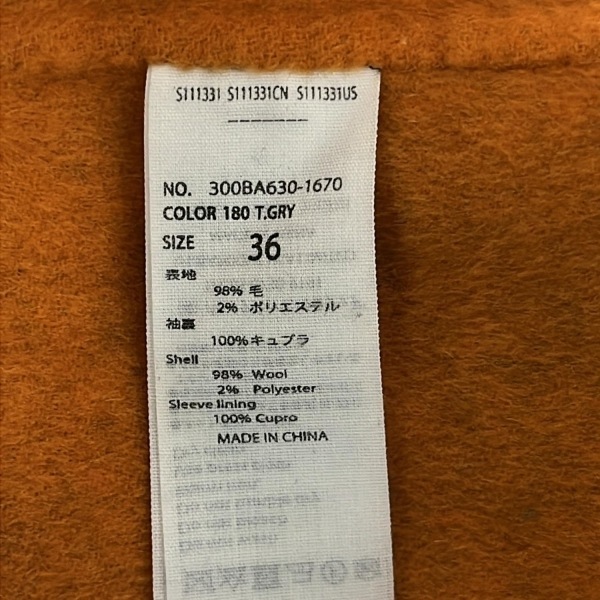 S111331 S111331CN S111331US
-------
NO. 300BA630-1670
COLOR 180 T.GRY
SIZE 36
表地
98% 毛
2% ポリエステル
袖裏
100%キュプラ
Shell
98% Wool
2% Polyester
Sleeve lining
100% Cupro
MADE IN CHINA